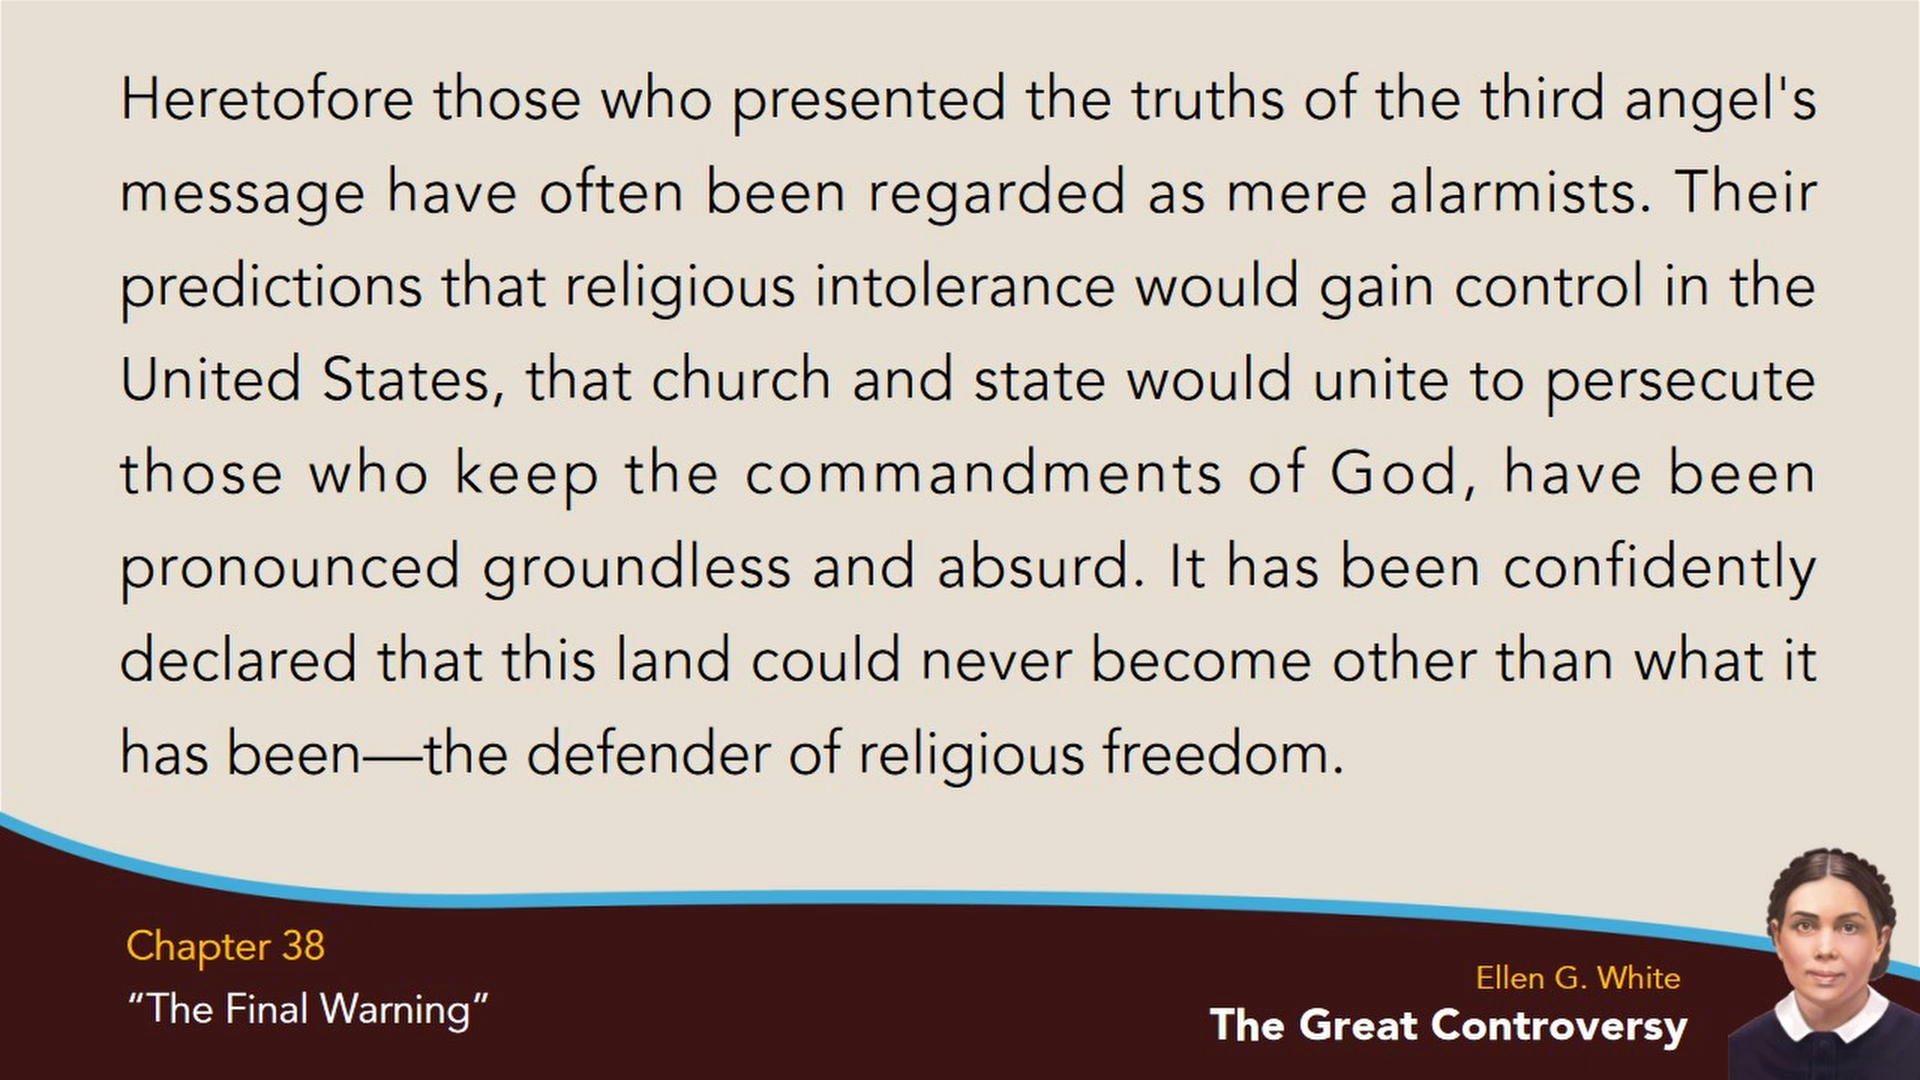 Heretofore those who presented the truths of the third angel's
message have often been regarded as mere alarmists. Their
predictions that religious intolerance would gain control in the
United States, that church and state would unite to persecute
those who keep the commandments of God, have been
pronounced groundless and absurd. It has been confidently
declared that this land could never become other than what it
has been—the defender of religious freedom.
Chapter 38
“The Final Warning”
Ellen G. White
The Great Controversy